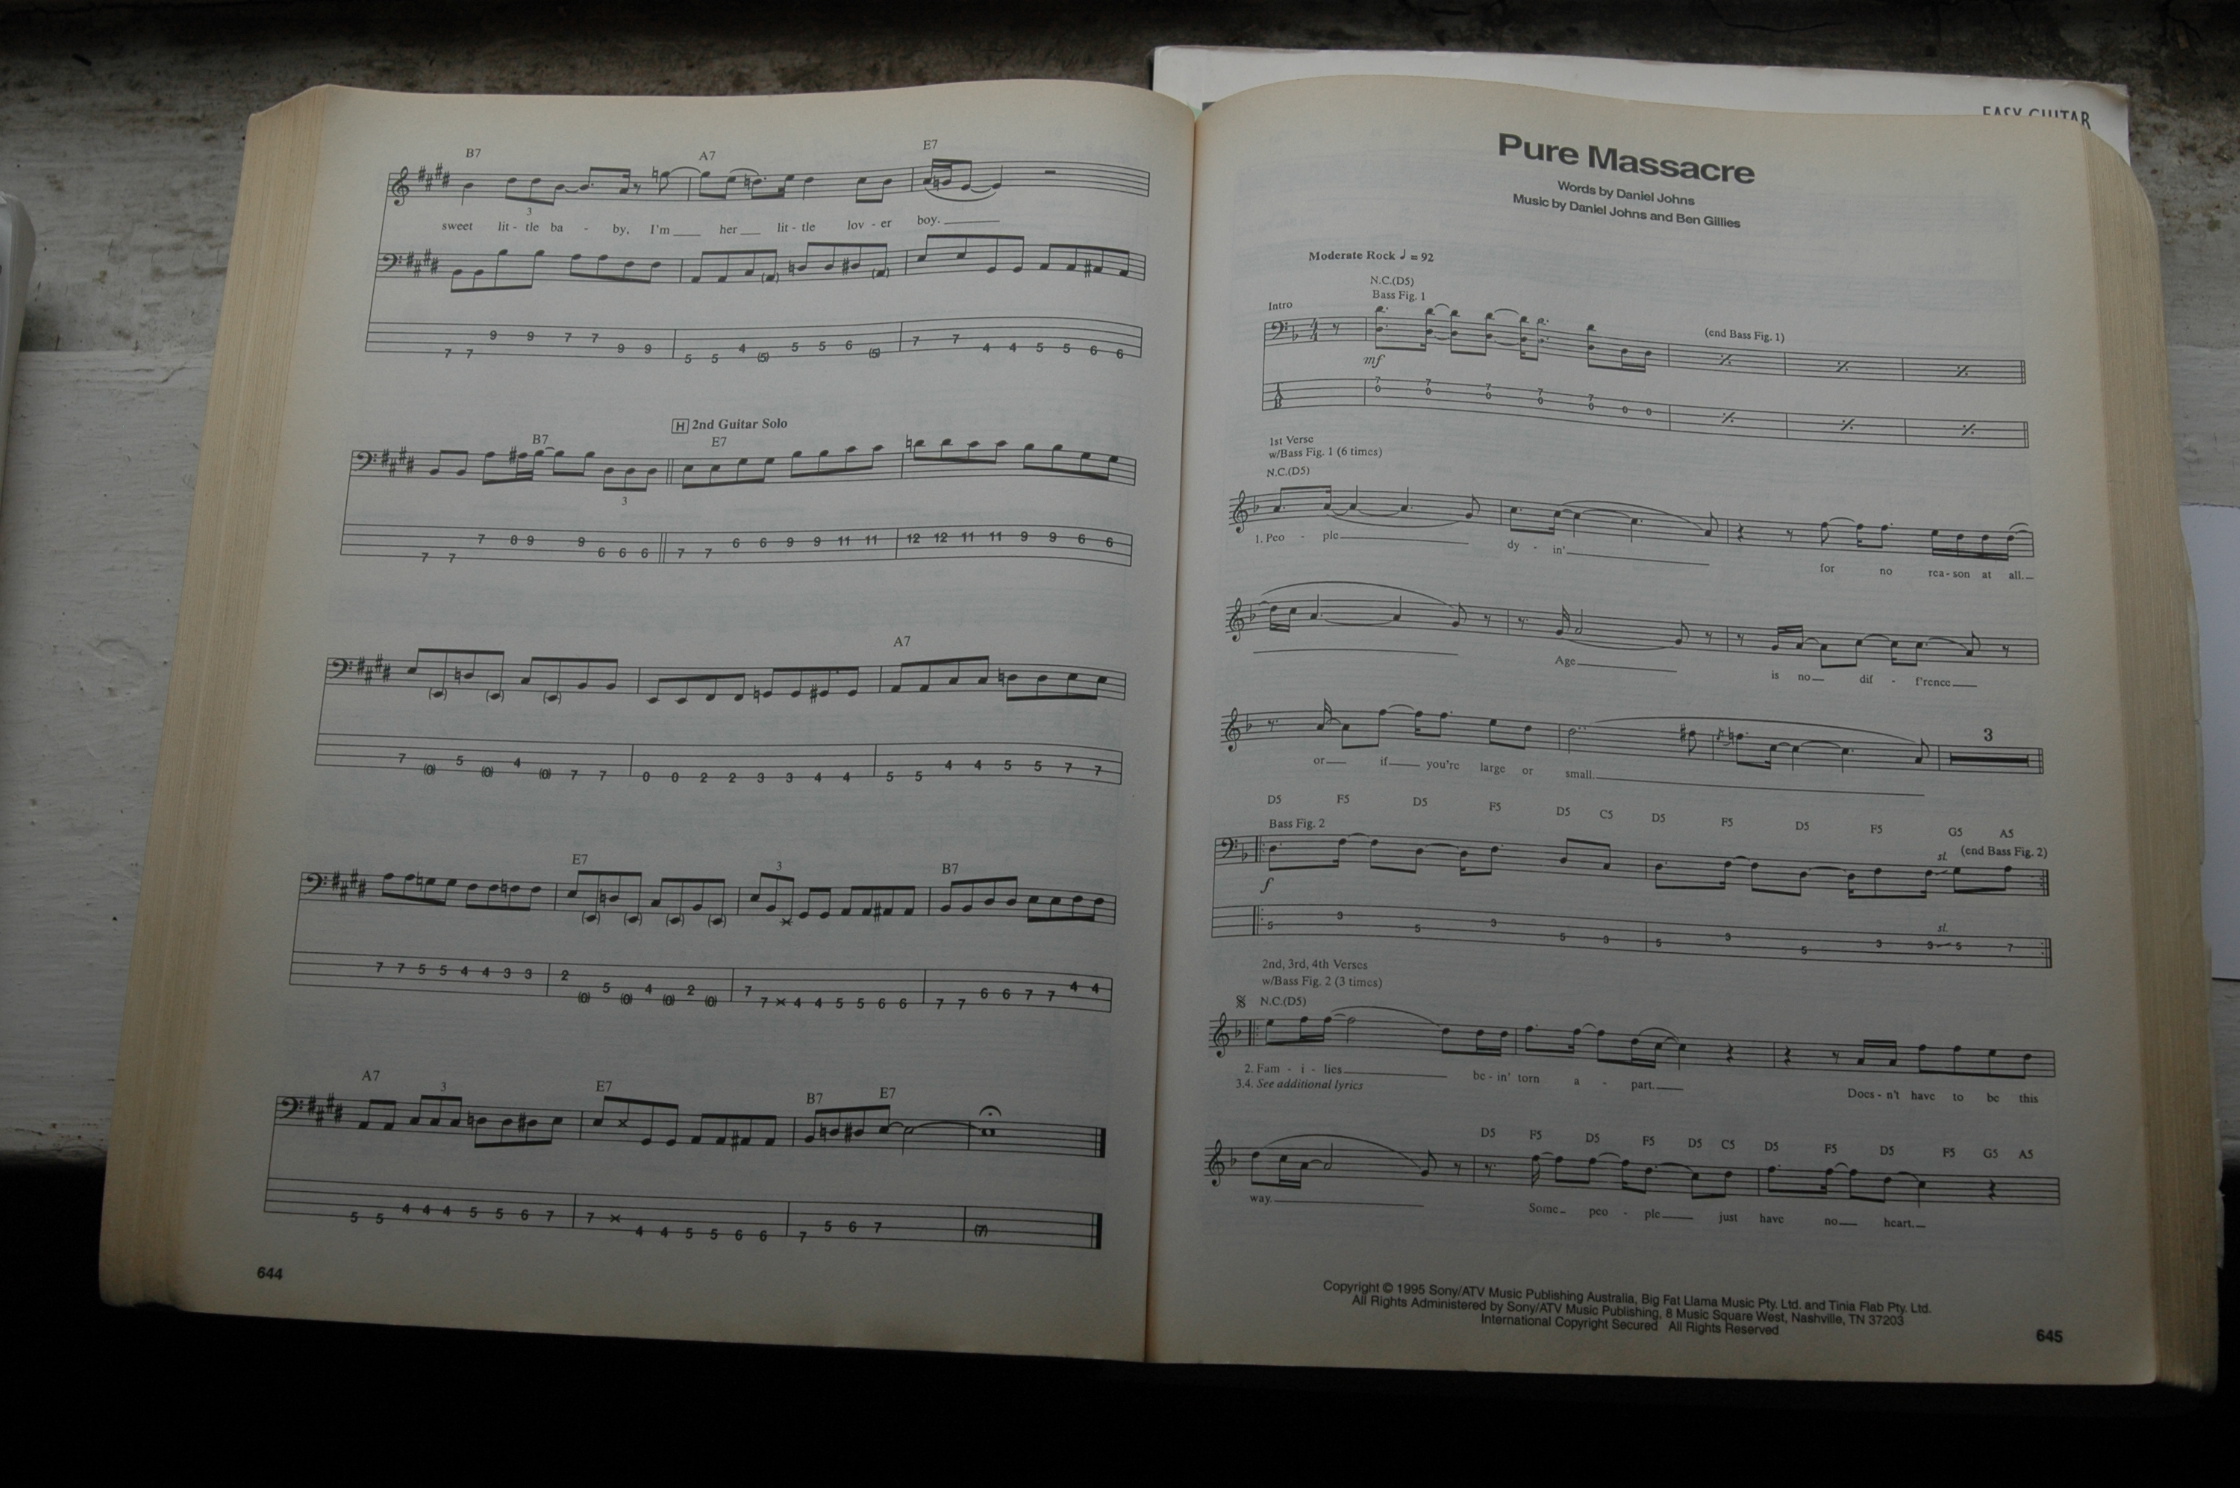 B7 A7 E7
3
sweet lit - tle ba - by, I'm her lit - tle lov - er boy.
7 7 9 9 7 7 9 9 5 5 4 (5) 5 5 6 (5) 7 7 4 4 5 5 6 6
H 2nd Guitar Solo
B7 E7
3
7 7 7 8 9 9 6 6 6 7 7 6 6 9 9 11 11 12 12 11 11 9 9 6 6
A7
7 (0) 5 (0) 4 (0) 7 7 0 0 2 2 3 3 4 4 5 5 4 4 5 5 7 7
E7 3 B7
7 7 5 5 4 4 3 3 2 (0) 5 (0) 4 (0) 2 (0) 7 7 × 4 4 5 5 6 6 7 7 6 6 7 7 4 4
A7 3 E7 B7 E7
5 5 4 4 4 5 5 6 7 7 × 4 4 5 5 6 6 7 5 6 7 (7)
644
EASY GUITAR
Pure Massacre
Words by Daniel Johns
Music by Daniel Johns and Ben Gillies
Moderate Rock ♩ = 92
N.C.(D5)
Intro Bass Fig. 1
(end Bass Fig. 1)
4 4
mf
TAB
7 7 7 7 7
0 0 0 0 0 0 0
1st Verse
w/Bass Fig. 1 (6 times)
N.C.(D5)
1. Peo - ple dy - in' for no rea - son at all.
Age is no dif - f'rence
3
or if you're large or small.
D5 F5 D5 F5 D5 C5 D5 F5 D5 F5 G5 A5
Bass Fig. 2 sl. (end Bass Fig. 2)
f
sl.
5 3 5 3 5 3 5 3 5 3 3 5 7
2nd, 3rd, 4th Verses
w/Bass Fig. 2 (3 times)
N.C.(D5)
2. Fam - i - lies be - in' torn a - part. Does - n't have to be this
3.4. See additional lyrics
D5 F5 D5 F5 D5 C5 D5 F5 D5 F5 G5 A5
way. Some peo - ple just have no heart.
Copyright © 1995 Sony/ATV Music Publishing Australia, Big Fat Llama Music Pty. Ltd. and Tinia Flab Pty. Ltd.
All Rights Administered by Sony/ATV Music Publishing, 8 Music Square West, Nashville, TN 37203
International Copyright Secured All Rights Reserved
645